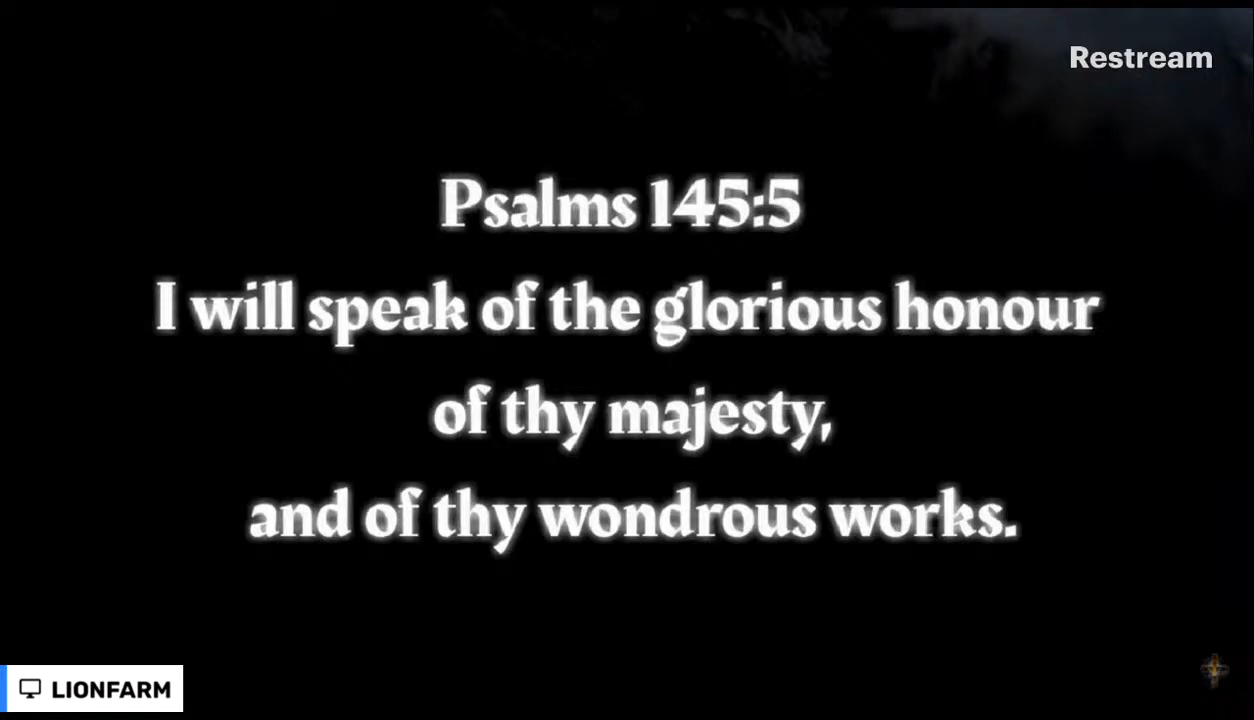 Restream
Psalms 145:5
I will speak of the glorious honour
of thy majesty,
and of thy wondrous works.
LIONFARM